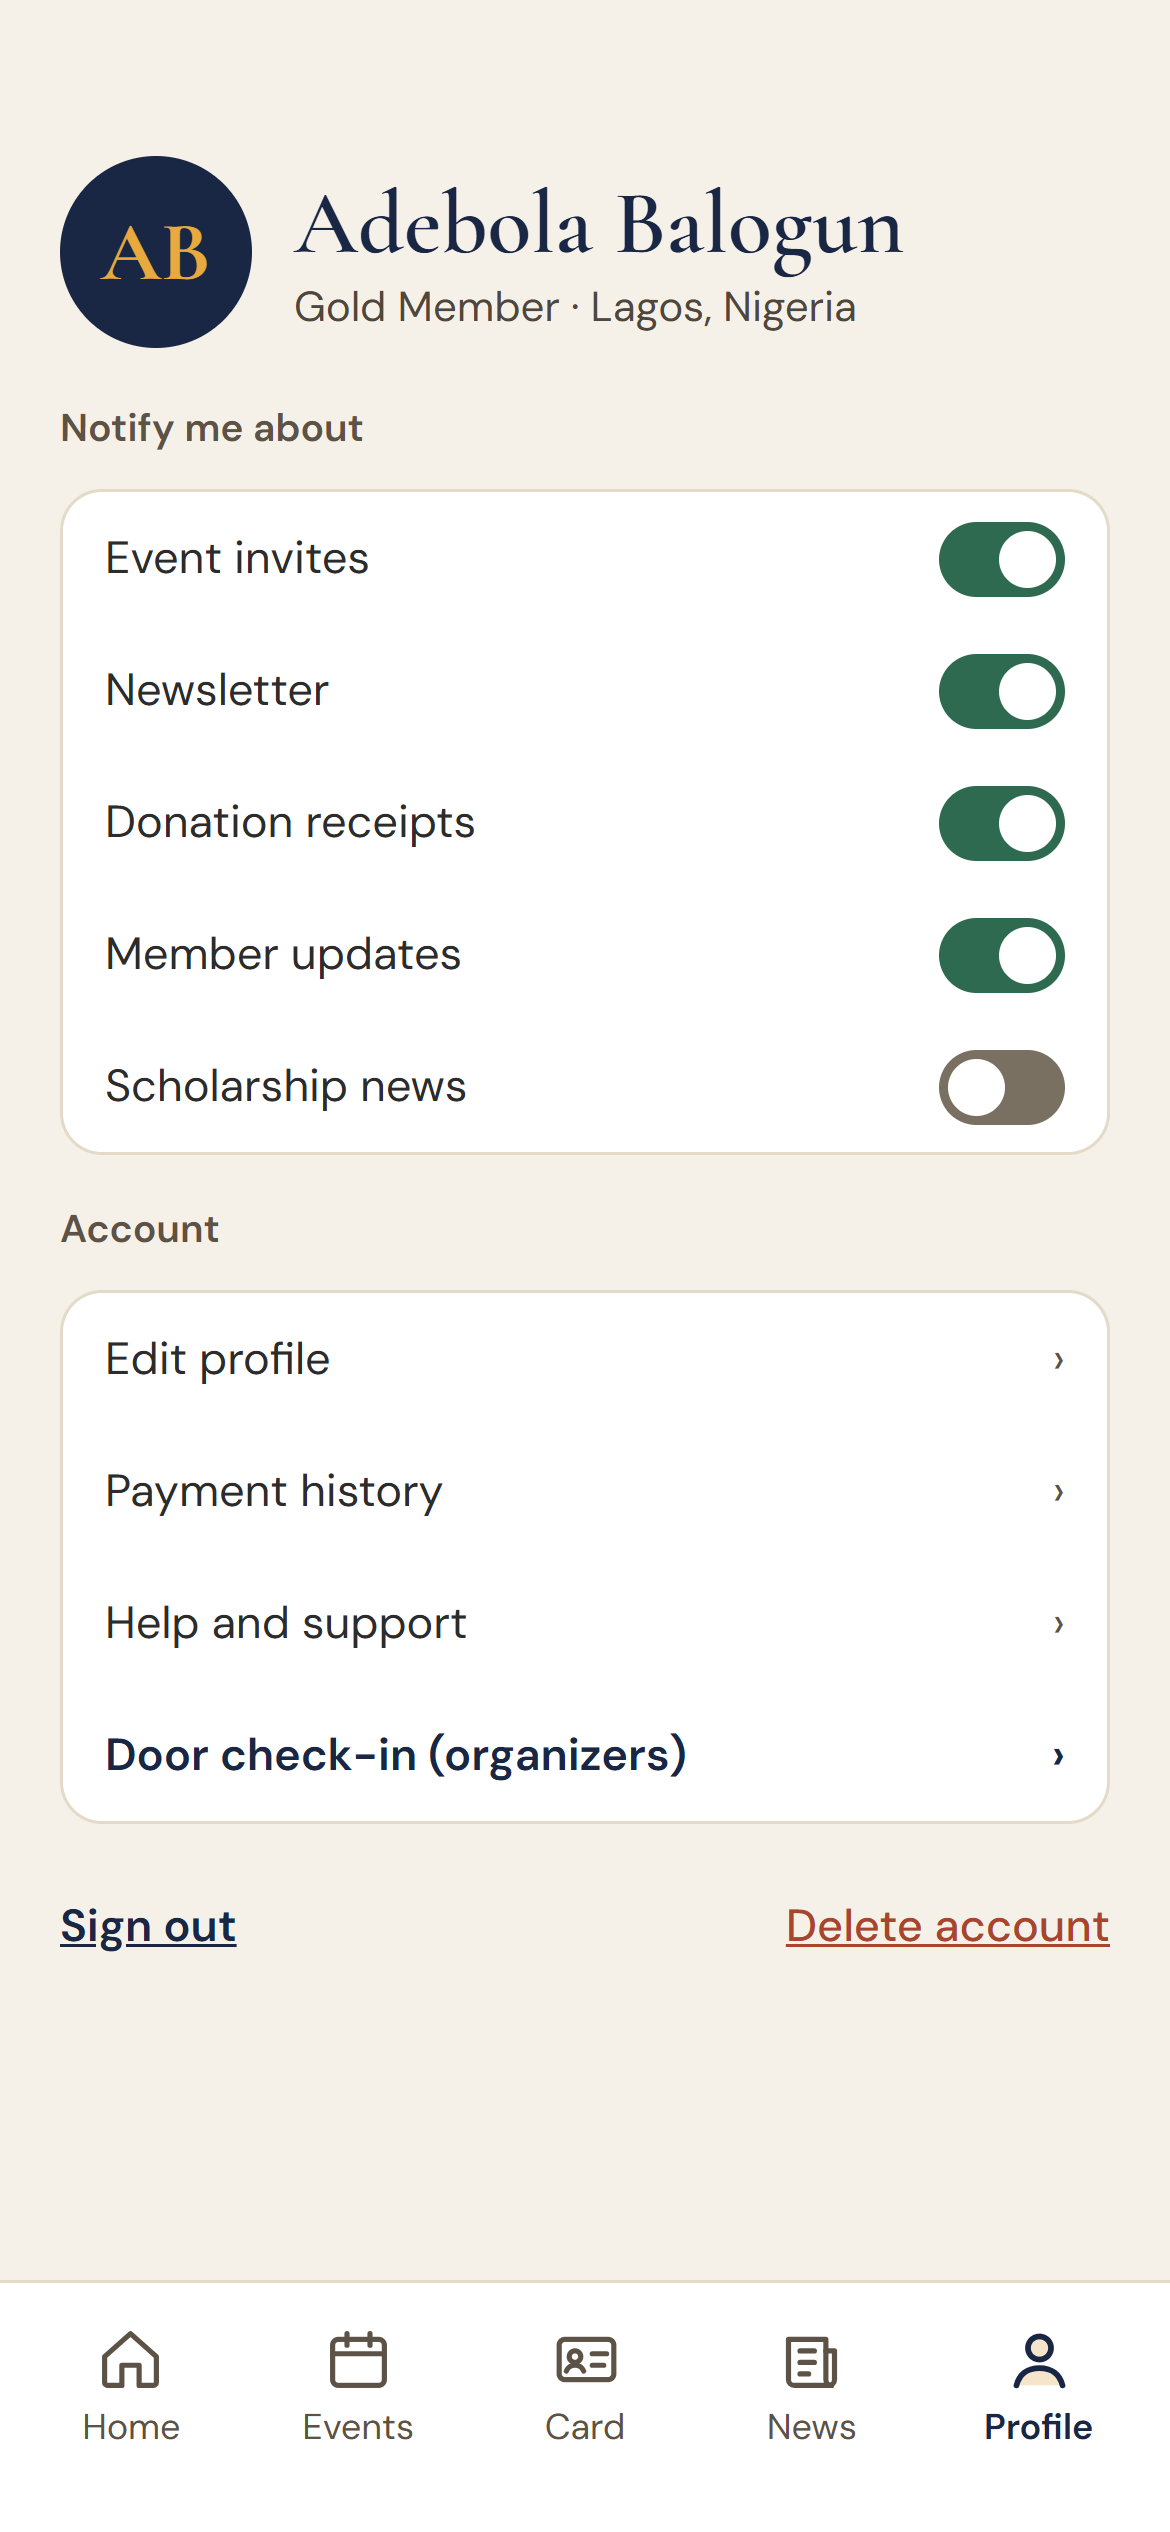 AB
Adebola Balogun
Gold Member · Lagos, Nigeria
Notify me about
Event invites
Newsletter
Donation receipts
Member updates
Scholarship news
Account
Edit profile ›
Payment history ›
Help and support ›
Door check-in (organizers) ›
Sign out
Delete account
Home
Events
Card
News
Profile